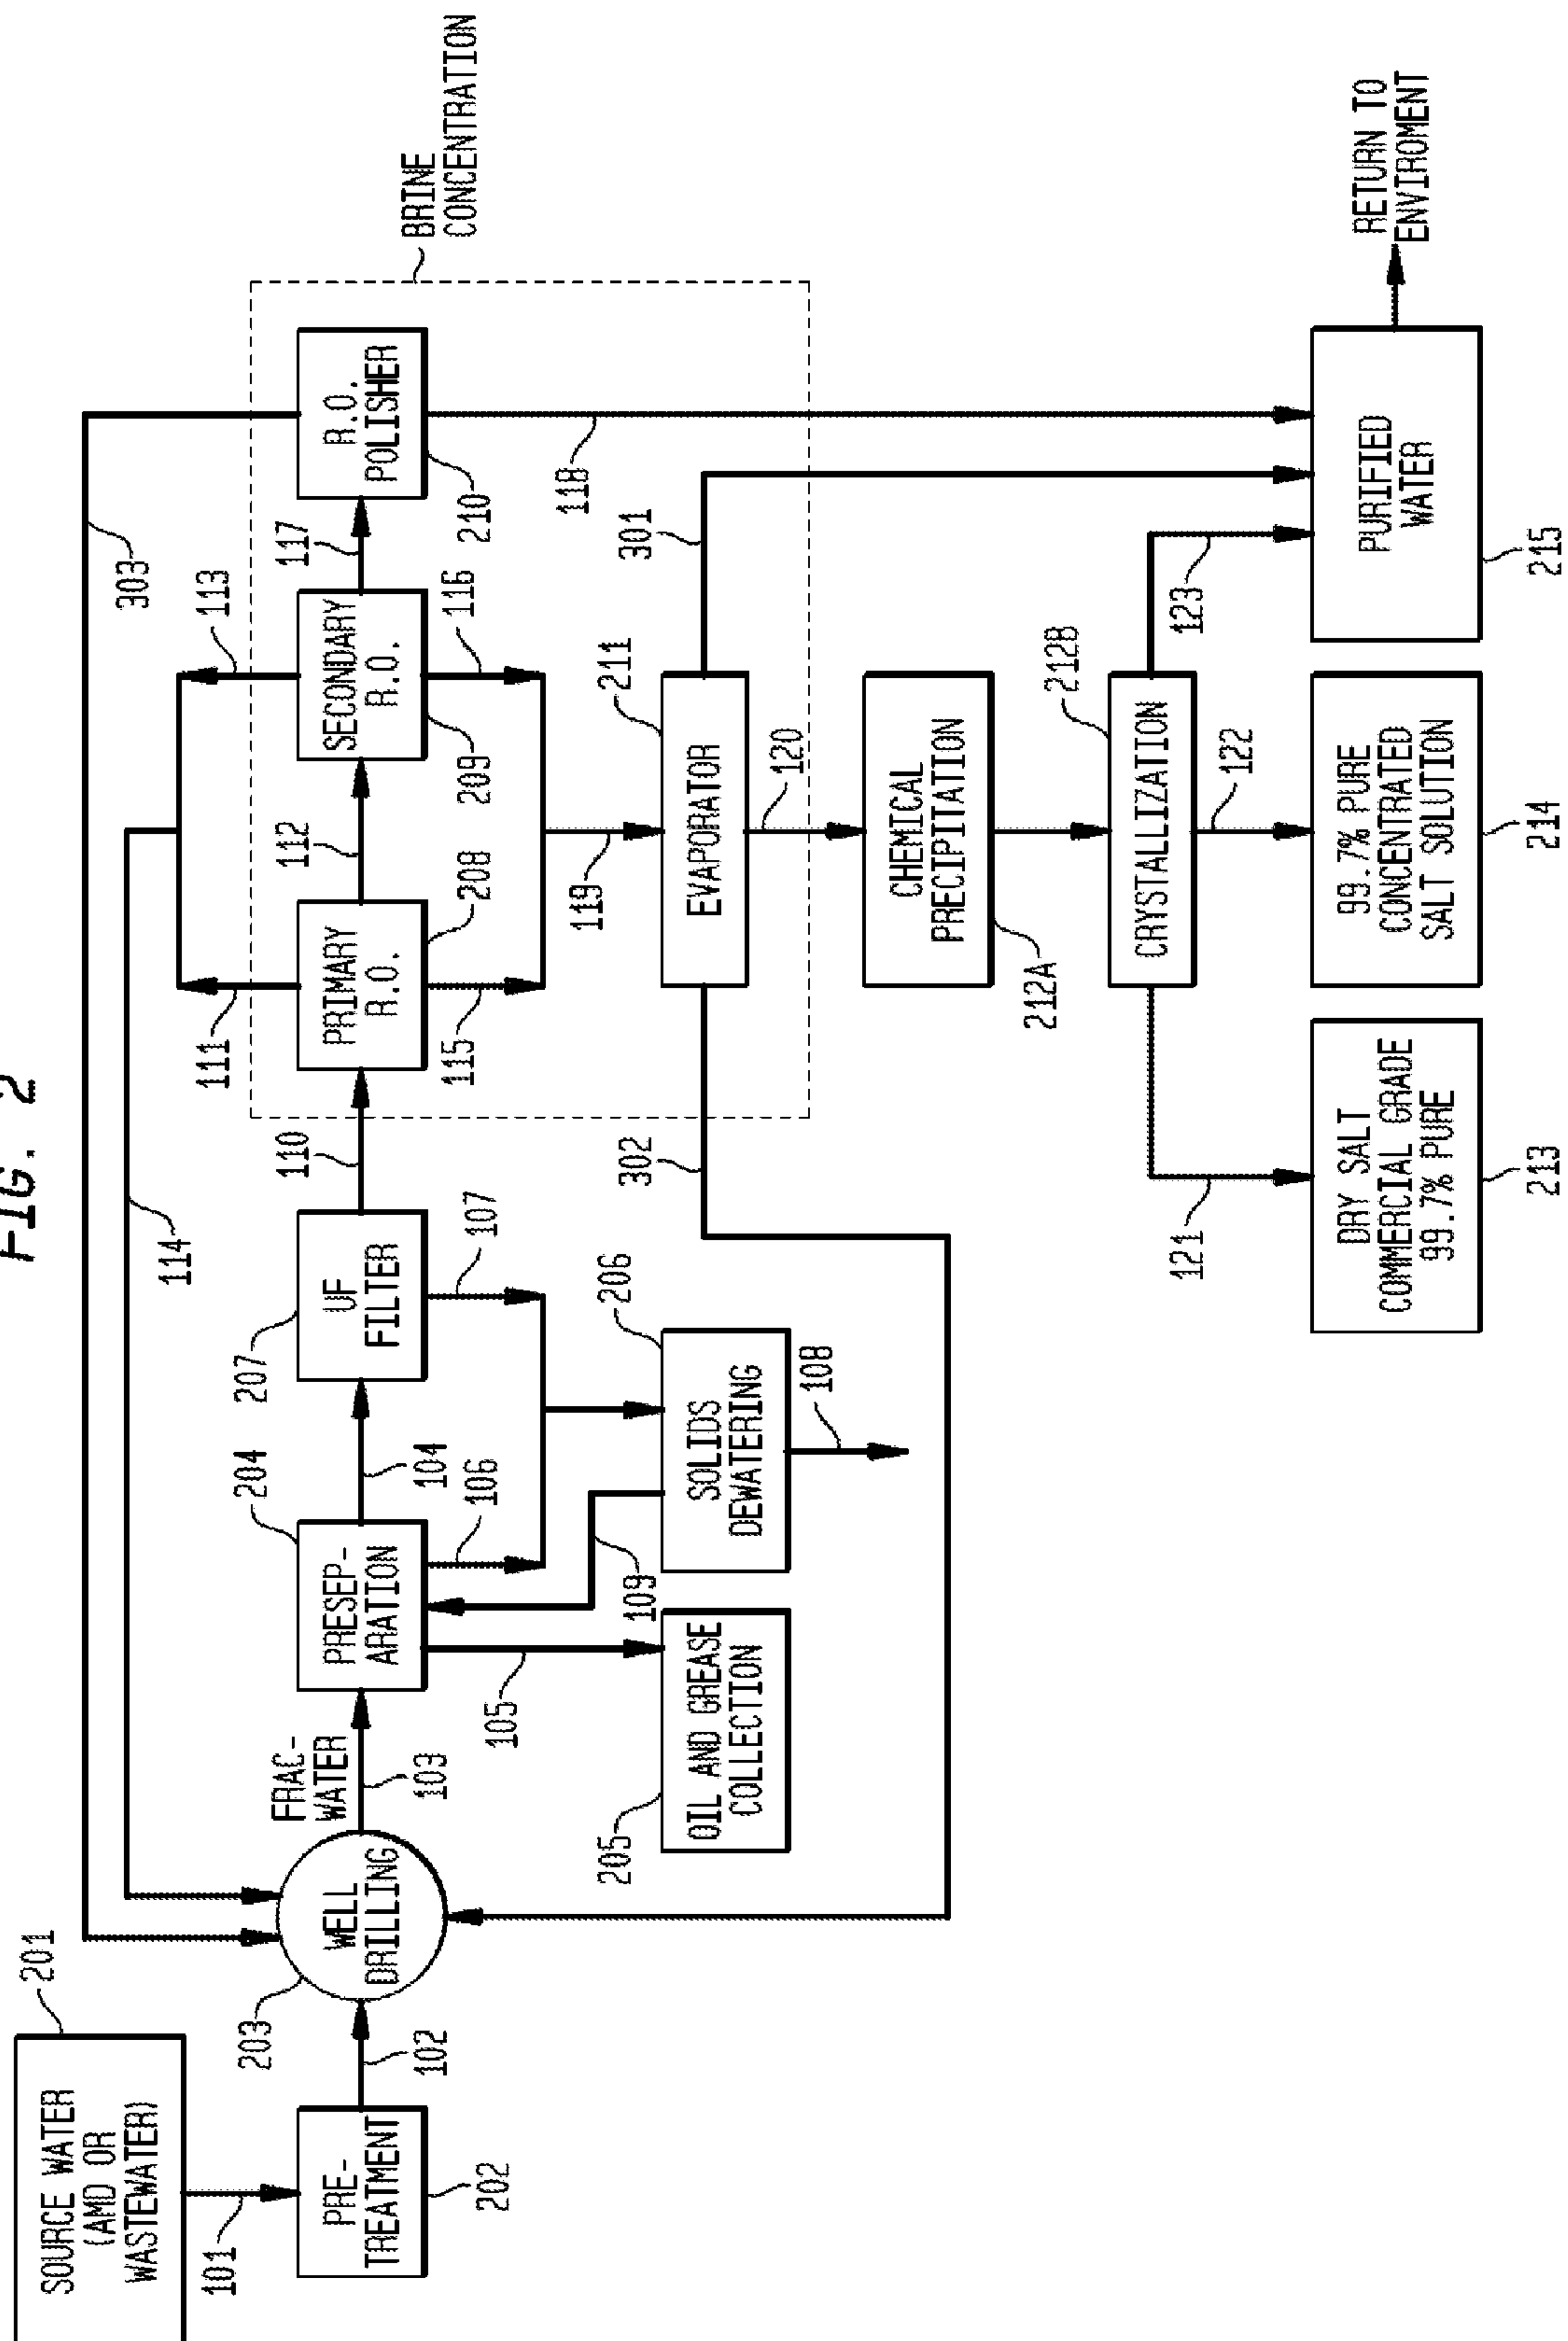 FIG. 2
SOURCE WATER
(AMD OR
WASTEWATER)
201
101
PRE-
TREATMENT
202
102
WELL
DRILLING
203
FRAC-
WATER
103
PRESEP-
ARATION
204
104
UF
FILTER
207
110
PRIMARY
R.O.
208
112
SECONDARY
R.O.
209
117
R.O.
POLISHER
210
303
114
111
113
BRINE
CONCENTRATION
105
106
107
109
OIL AND GREASE
COLLECTION
205
SOLIDS
DEWATERING
206
108
115
116
119
118
EVAPORATOR
211
301
302
120
CHEMICAL
PRECIPITATION
212A
CRYSTALLIZATION
212B
121
122
123
DRY SALT
COMMERCIAL GRADE
99.7% PURE
213
99.7% PURE
CONCENTRATED
SALT SOLUTION
214
PURIFIED
WATER
215
RETURN TO
ENVIROMENT